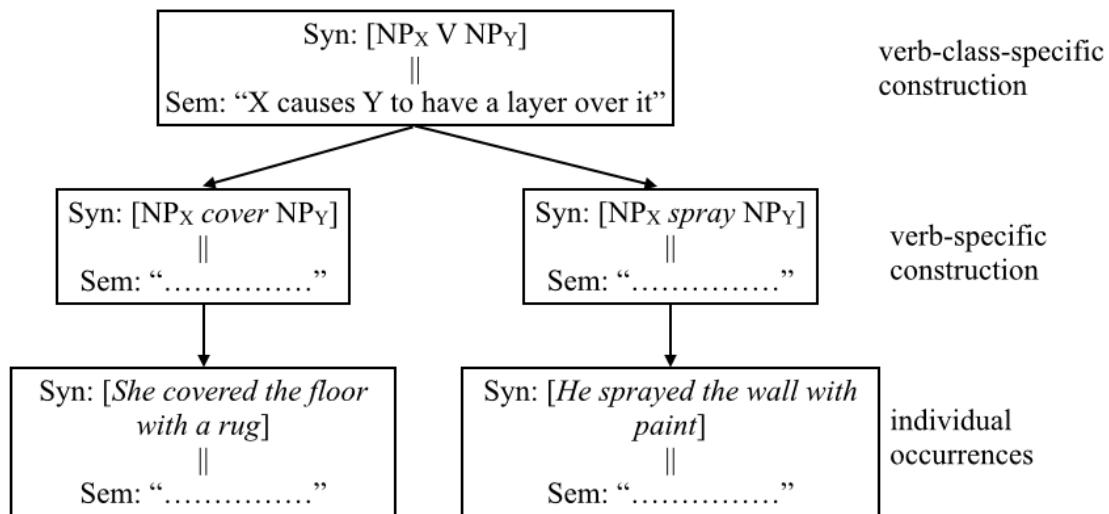 Syn: [NPX V NPY]
||
Sem: “X causes Y to have a layer over it”
verb-class-specific
construction
Syn: [NPX cover NPY]
||
Sem: “……………”
Syn: [NPX spray NPY]
||
Sem: “……………”
verb-specific
construction
Syn: [She covered the floor
with a rug]
||
Sem: “……………”
Syn: [He sprayed the wall with
paint]
||
Sem: “……………”
individual
occurrences